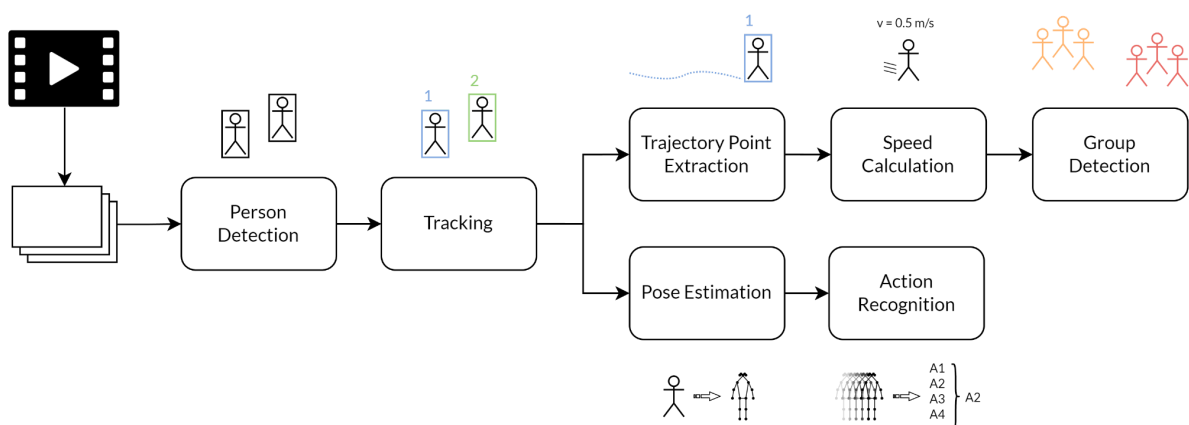 1
v = 0.5 m/s
1
2
Person
Detection
Tracking
Trajectory Point
Extraction
Speed
Calculation
Group
Detection
Pose Estimation
Action
Recognition
A1
A2
A3
A4
A2